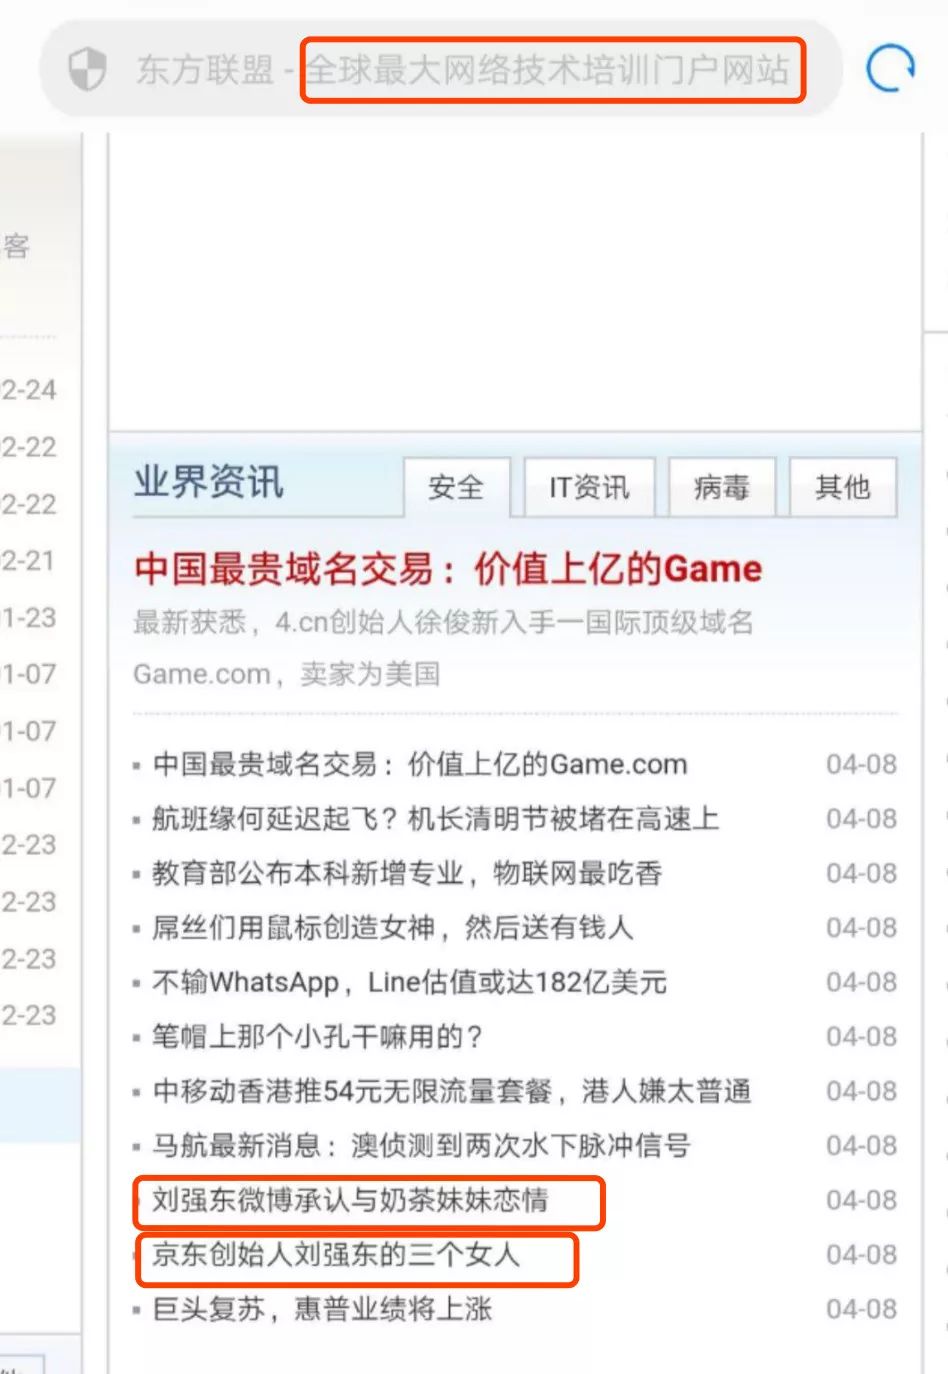 东方联盟 - 全球最大网络技术培训门户网站
客
2-24
2-22
2-22
2-21
1-23
1-07
1-07
1-07
2-23
2-23
2-23
2-23
业界资讯 安全 IT资讯 病毒 其他
中国最贵域名交易：价值上亿的Game
最新获悉，4.cn创始人徐俊新入手一国际顶级域名
Game.com，卖家为美国
中国最贵域名交易：价值上亿的Game.com 04-08
航班缘何延迟起飞？机长清明节被堵在高速上 04-08
教育部公布本科新增专业，物联网最吃香 04-08
屌丝们用鼠标创造女神，然后送有钱人 04-08
不输WhatsApp，Line估值或达182亿美元 04-08
笔帽上那个小孔干嘛用的？ 04-08
中移动香港推54元无限流量套餐，港人嫌太普通 04-08
马航最新消息：澳侦测到两次水下脉冲信号 04-08
刘强东微博承认与奶茶妹妹恋情 04-08
京东创始人刘强东的三个女人 04-08
巨头复苏，惠普业绩将上涨 04-08